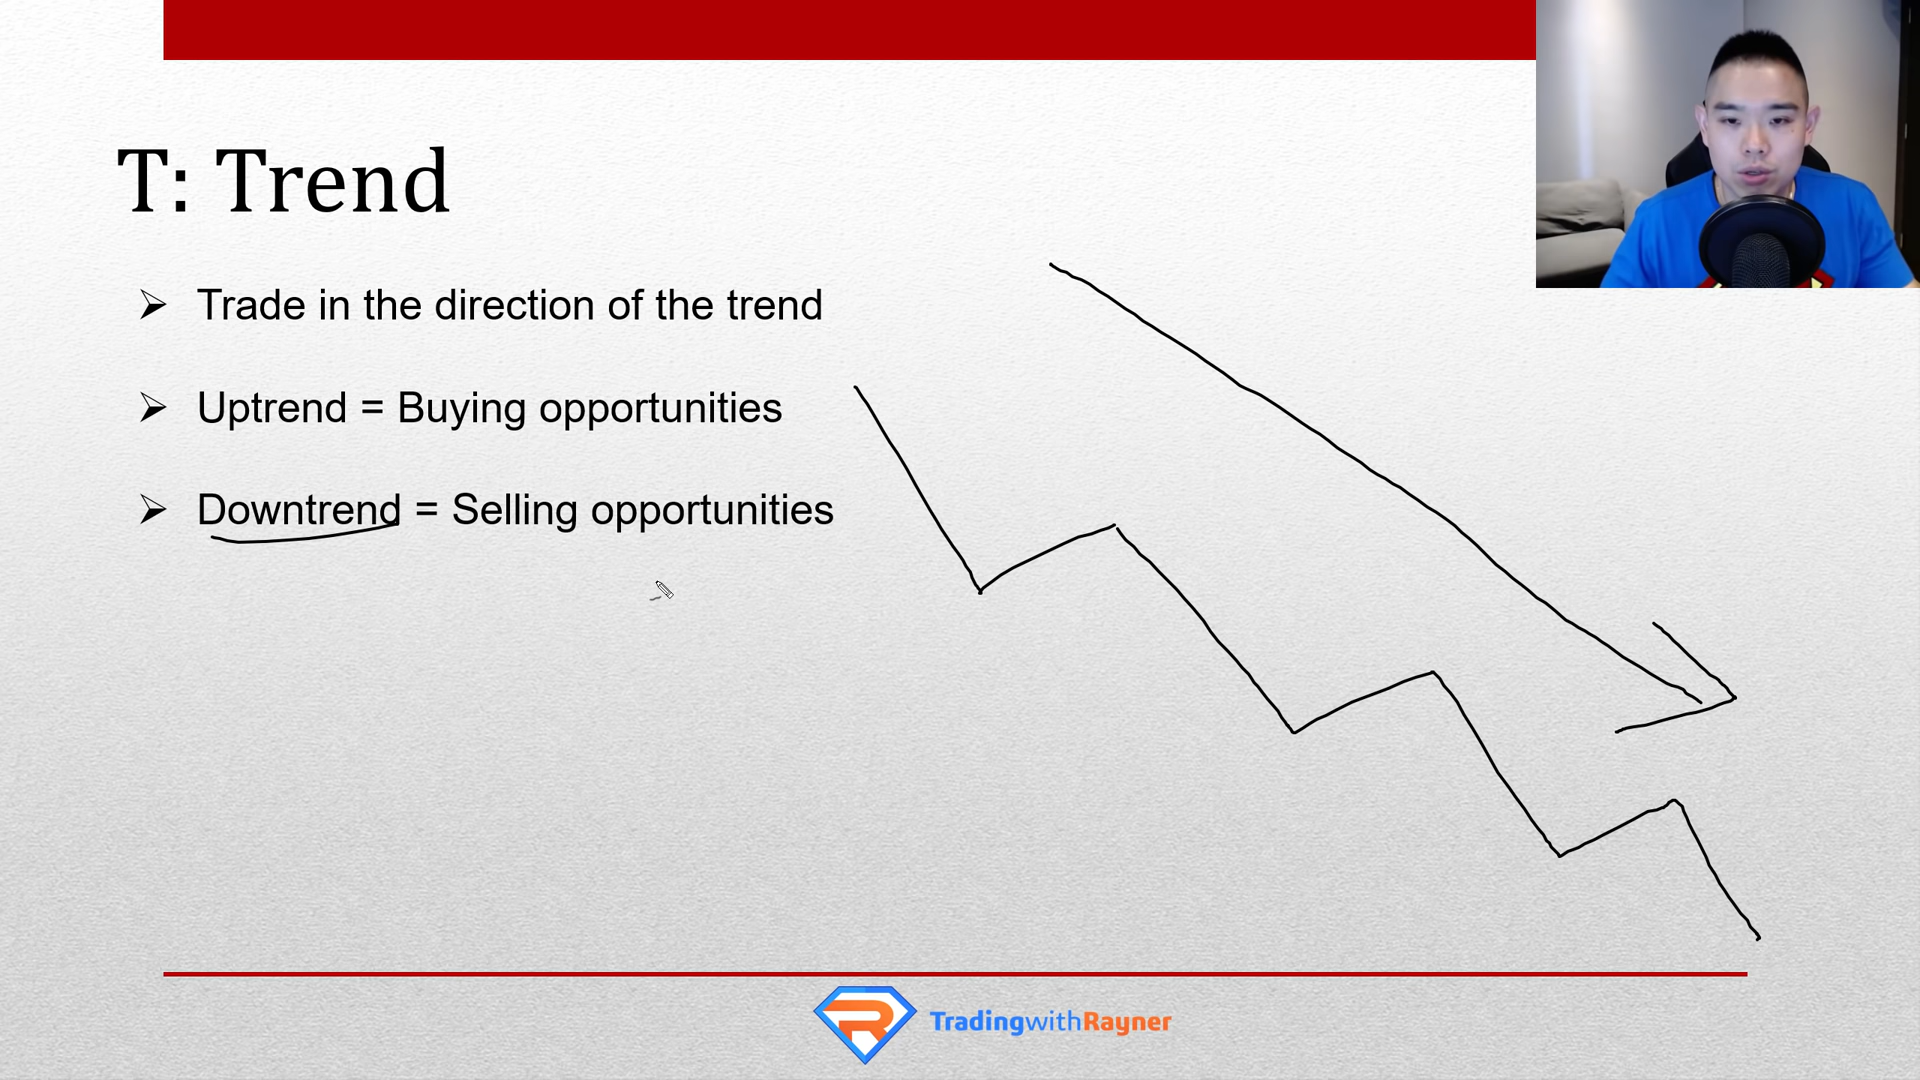 T: Trend
Trade in the direction of the trend
Uptrend = Buying opportunities
Downtrend = Selling opportunities
TradingwithRayner